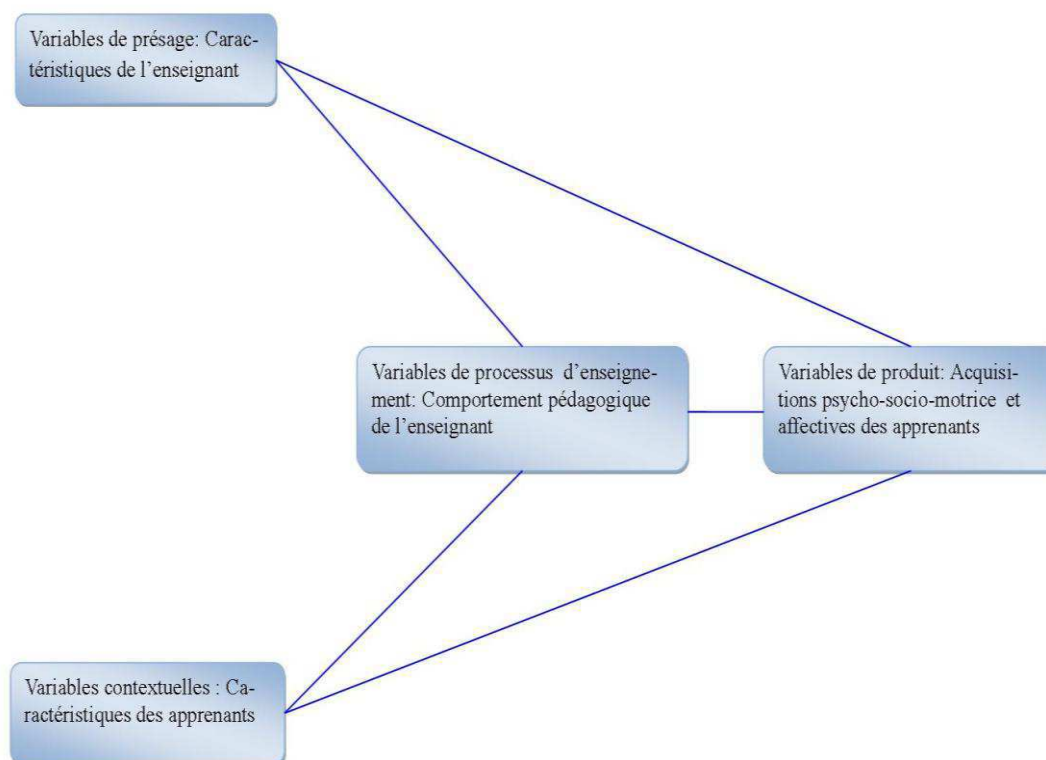 Variables de présage: Carac-
téristiques de l’enseignant
Variables de processus d’enseigne-
ment: Comportement pédagogique
de l’enseignant
Variables de produit: Acquisi-
tions psycho-socio-motrice et
affectives des apprenants
Variables contextuelles : Ca-
ractéristiques des apprenants